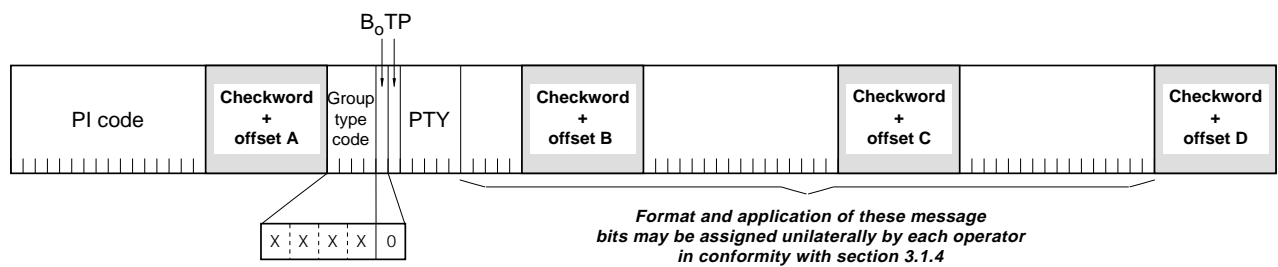 BoTP
PI code
Checkword
+
offset A
Group
type
code
PTY
Checkword
+
offset B
Checkword
+
offset C
Checkword
+
offset D
X X X X 0
Format and application of these message
bits may be assigned unilaterally by each operator
in conformity with section 3.1.4